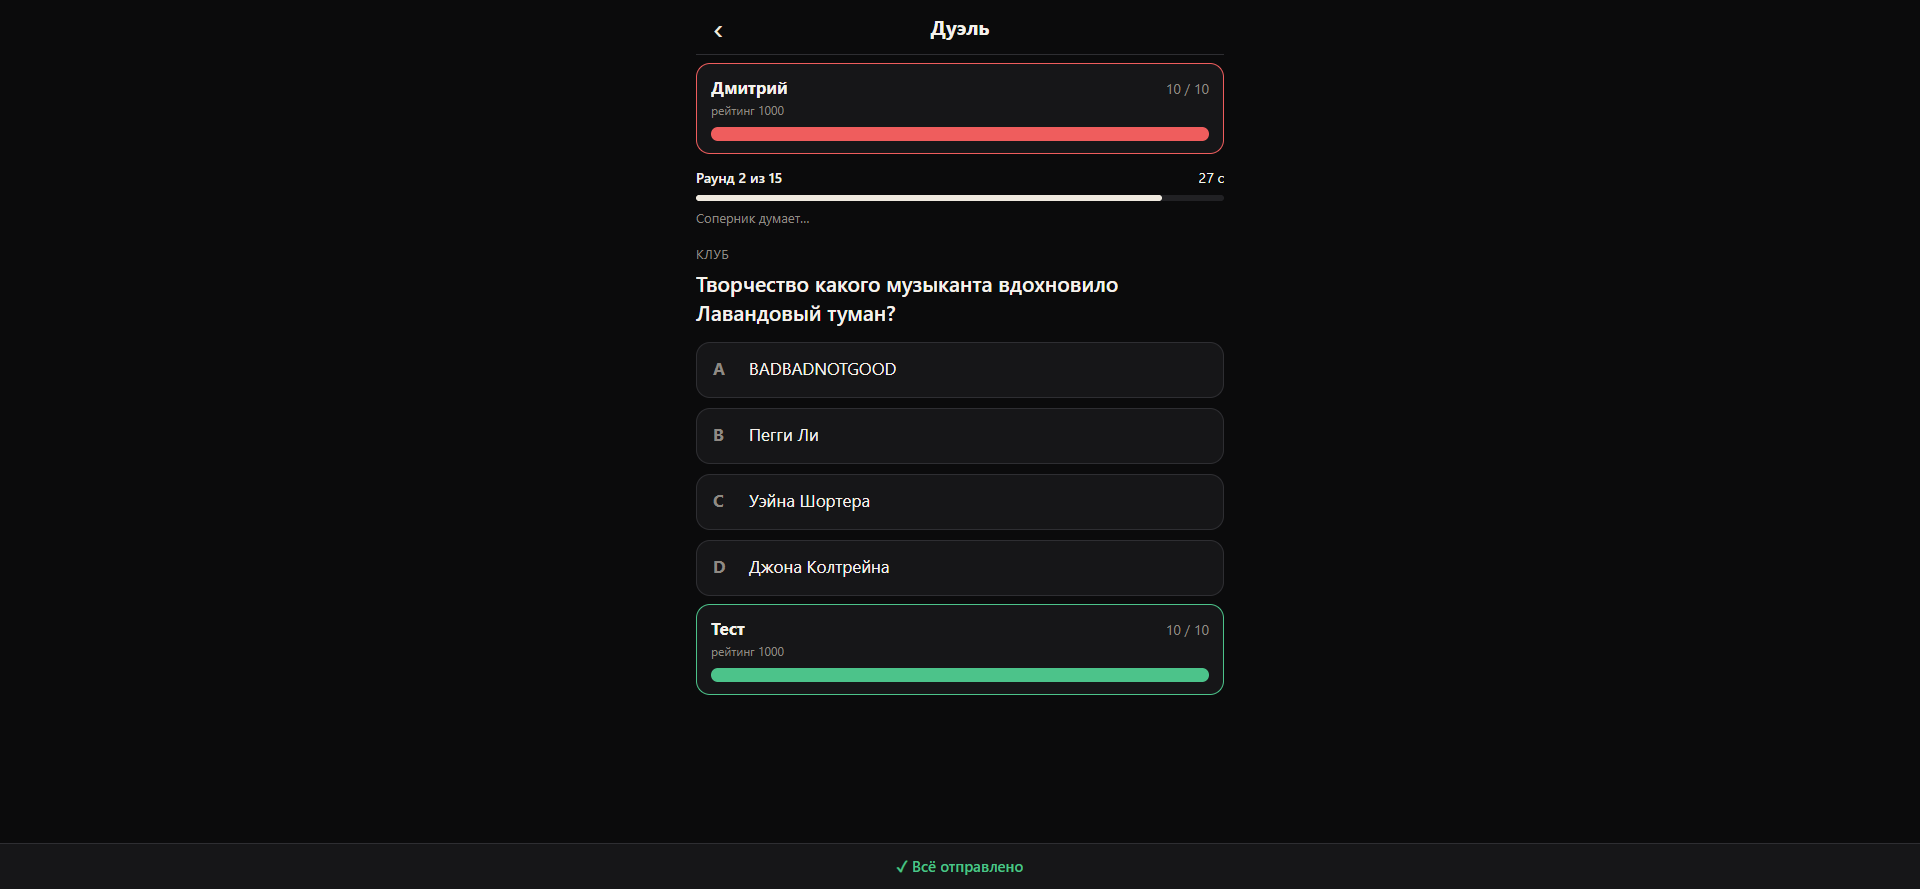 ‹
Дуэль
Дмитрий
10 / 10
рейтинг 1000
Раунд 2 из 15
27 с
Соперник думает...
КЛУБ
Творчество какого музыканта вдохновило
Лавандовый туман?
A BADBADNOTGOOD
B Пегги Ли
C Уэйна Шортера
D Джона Колтрейна
Тест
10 / 10
рейтинг 1000
✓ Всё отправлено